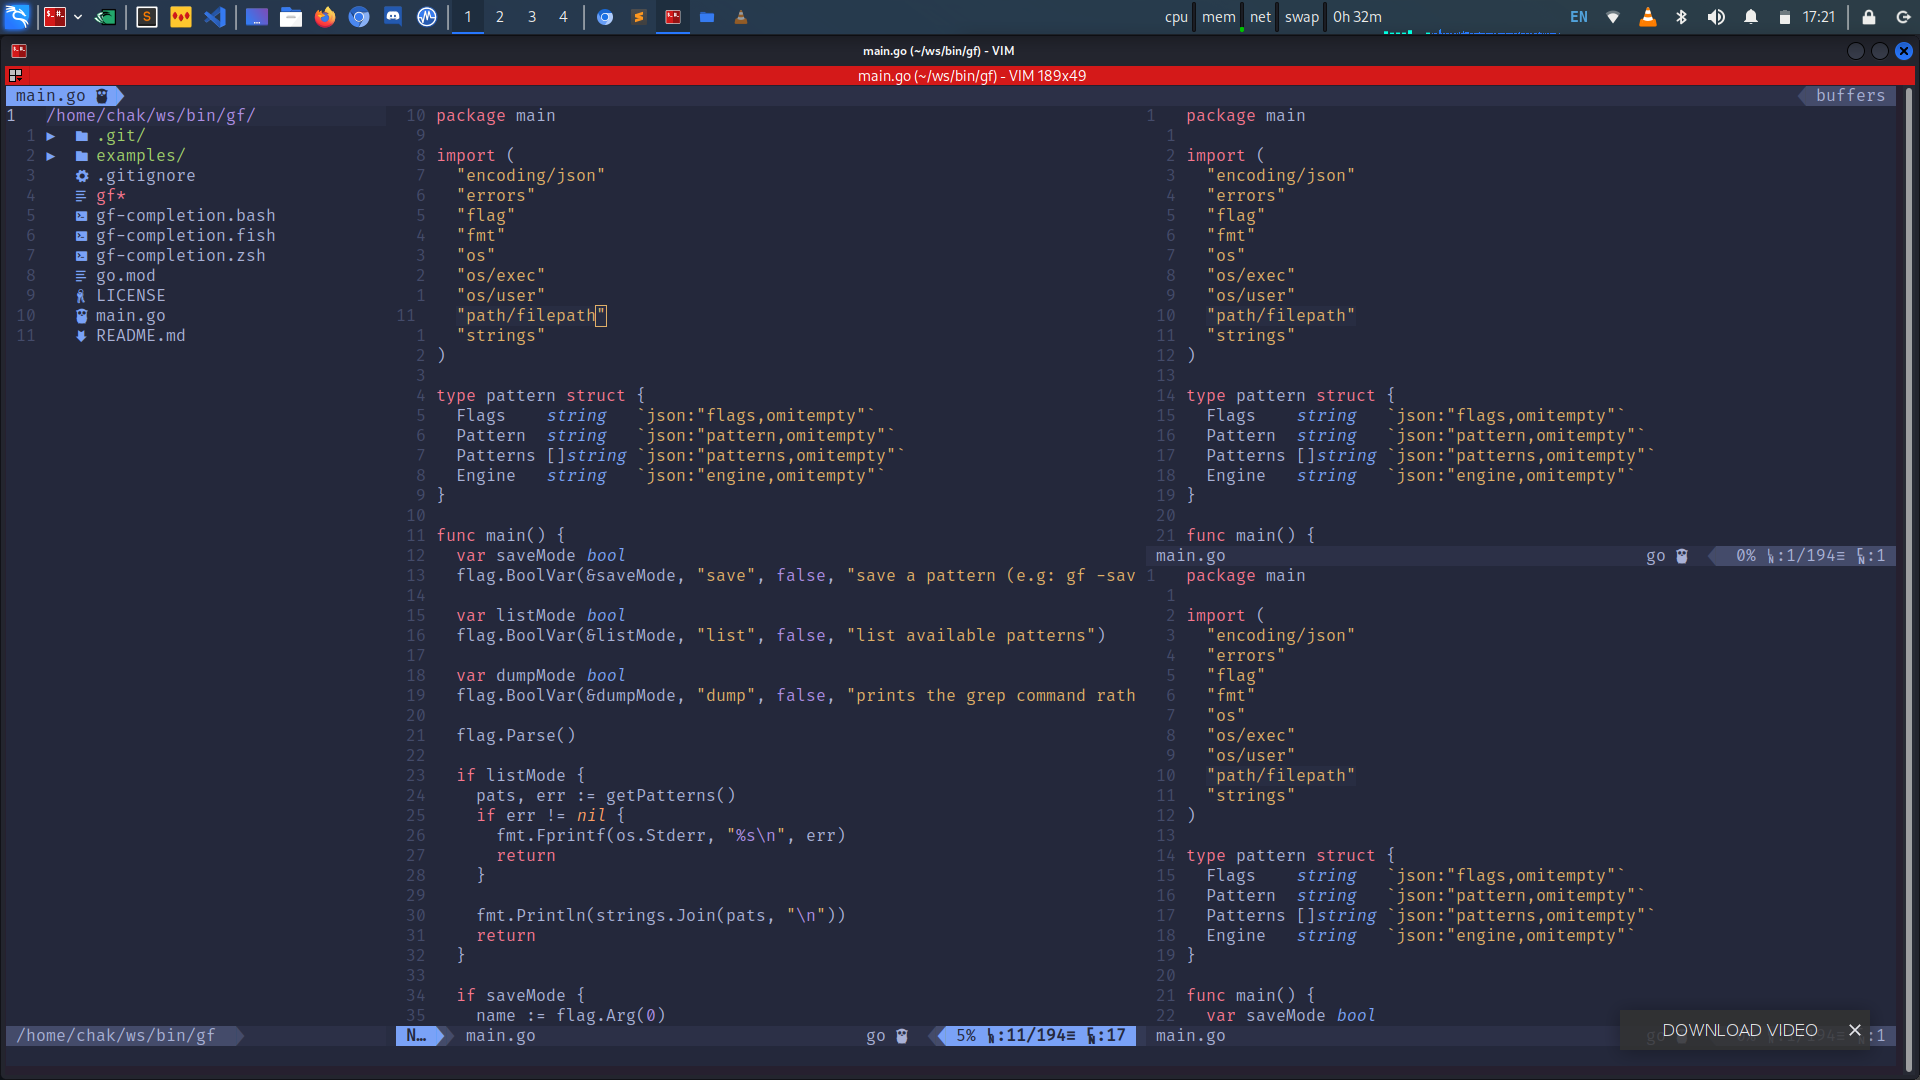 1 2 3 4 cpu mem net swap 0h 32m EN 17:21
main.go (~/ws/bin/gf) - VIM
main.go (~/ws/bin/gf) - VIM 189x49
main.go buffers
1 /home/chak/ws/bin/gf/
1 ▶ .git/
2 ▶ examples/
3 .gitignore
4 gf*
5 gf-completion.bash
6 gf-completion.fish
7 gf-completion.zsh
8 go.mod
9 LICENSE
10 main.go
11 README.md
/home/chak/ws/bin/gf
10 package main
9
8 import (
7 "encoding/json"
6 "errors"
5 "flag"
4 "fmt"
3 "os"
2 "os/exec"
1 "os/user"
11 "path/filepath"
1 "strings"
2 )
3
4 type pattern struct {
5 Flags string `json:"flags,omitempty"`
6 Pattern string `json:"pattern,omitempty"`
7 Patterns []string `json:"patterns,omitempty"`
8 Engine string `json:"engine,omitempty"`
9 }
10
11 func main() {
12 var saveMode bool
13 flag.BoolVar(&saveMode, "save", false, "save a pattern (e.g: gf -sav
14
15 var listMode bool
16 flag.BoolVar(&listMode, "list", false, "list available patterns")
17
18 var dumpMode bool
19 flag.BoolVar(&dumpMode, "dump", false, "prints the grep command rath
20
21 flag.Parse()
22
23 if listMode {
24 pats, err := getPatterns()
25 if err != nil {
26 fmt.Fprintf(os.Stderr, "%s\n", err)
27 return
28 }
29
30 fmt.Println(strings.Join(pats, "\n"))
31 return
32 }
33
34 if saveMode {
35 name := flag.Arg(0)
N… main.go go 5% :11/194≡ :17
1 package main
1
2 import (
3 "encoding/json"
4 "errors"
5 "flag"
6 "fmt"
7 "os"
8 "os/exec"
9 "os/user"
10 "path/filepath"
11 "strings"
12 )
13
14 type pattern struct {
15 Flags string `json:"flags,omitempty"`
16 Pattern string `json:"pattern,omitempty"`
17 Patterns []string `json:"patterns,omitempty"`
18 Engine string `json:"engine,omitempty"`
19 }
20
21 func main() {
main.go go 0% :1/194≡ :1
1 package main
1
2 import (
3 "encoding/json"
4 "errors"
5 "flag"
6 "fmt"
7 "os"
8 "os/exec"
9 "os/user"
10 "path/filepath"
11 "strings"
12 )
13
14 type pattern struct {
15 Flags string `json:"flags,omitempty"`
16 Pattern string `json:"pattern,omitempty"`
17 Patterns []string `json:"patterns,omitempty"`
18 Engine string `json:"engine,omitempty"`
19 }
20
21 func main() {
22 var saveMode bool
main.go :1
DOWNLOAD VIDEO